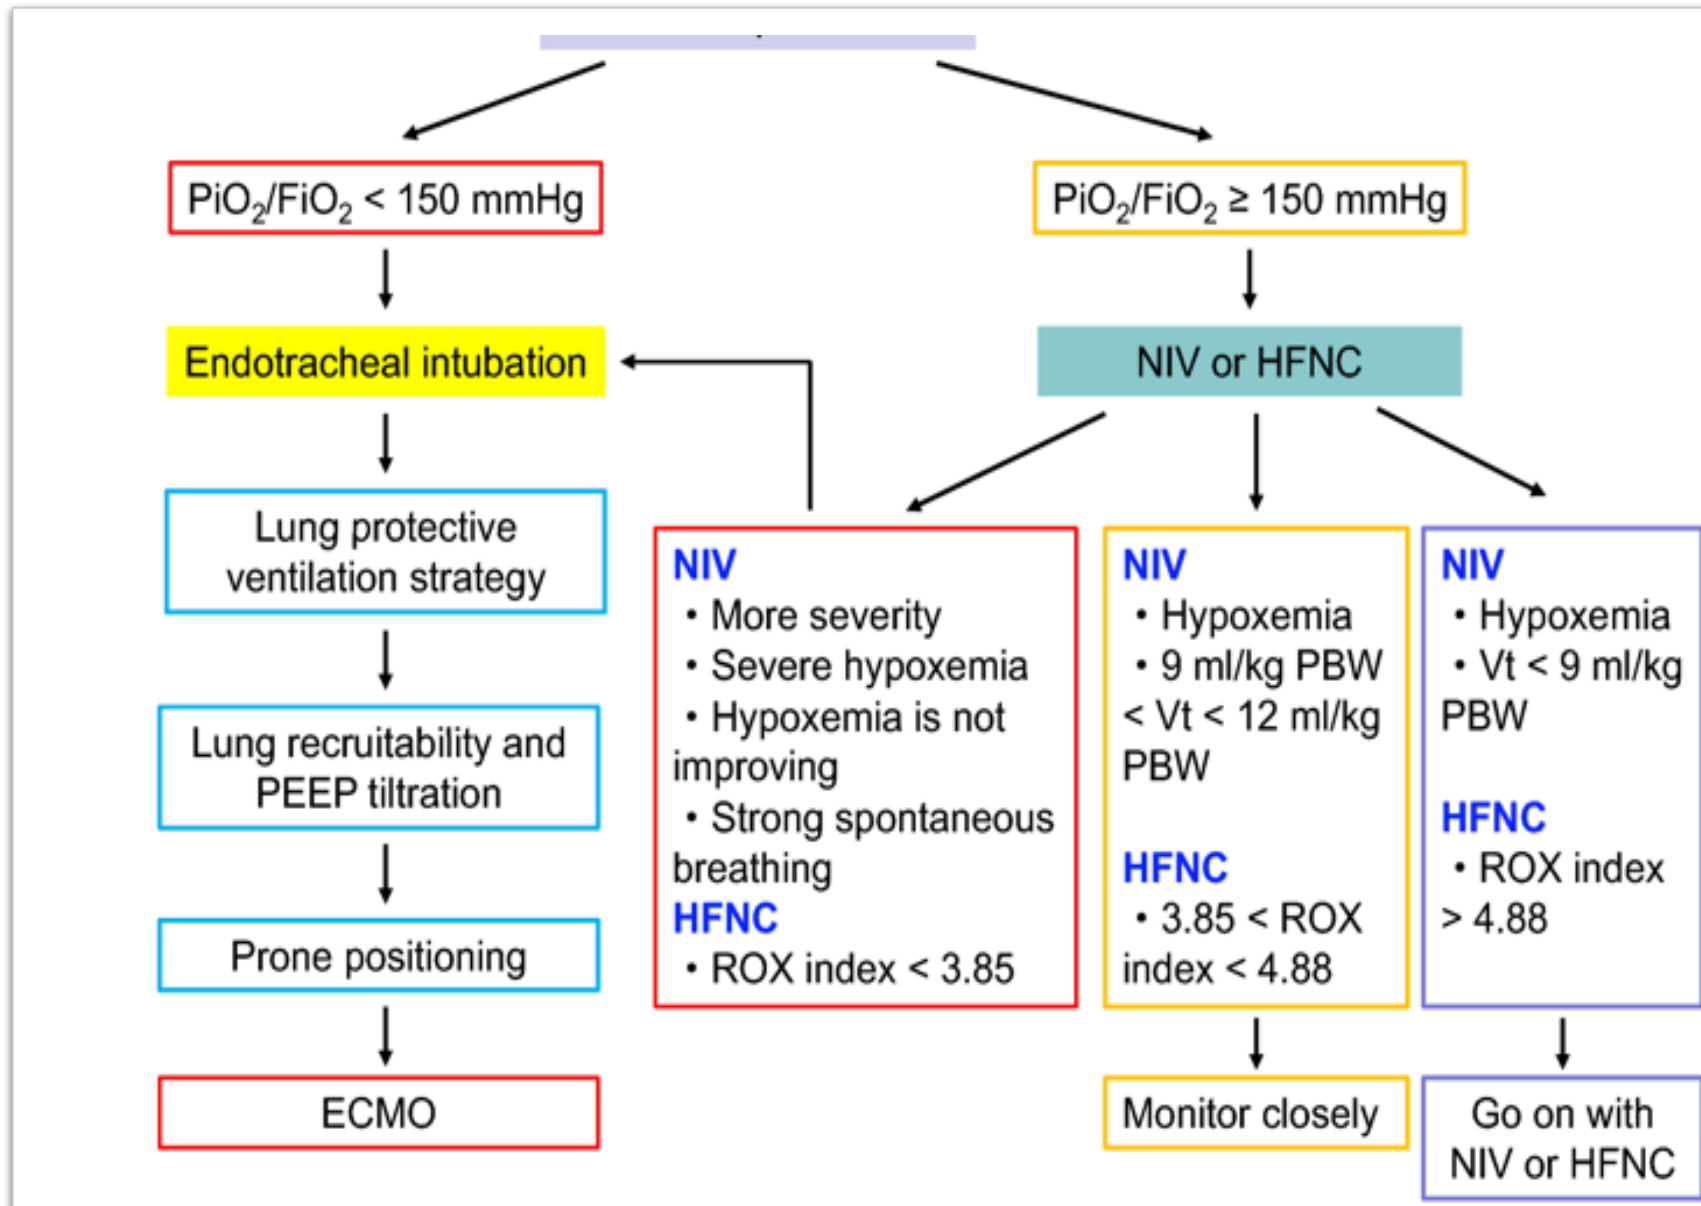 PiO₂/FiO₂ < 150 mmHg
PiO₂/FiO₂ ≥ 150 mmHg
Endotracheal intubation
NIV or HFNC
Lung protective
ventilation strategy
Lung recruitability and
PEEP tiltration
Prone positioning
ECMO
NIV
• More severity
• Severe hypoxemia
• Hypoxemia is not
improving
• Strong spontaneous
breathing
HFNC
• ROX index < 3.85
NIV
• Hypoxemia
• 9 ml/kg PBW
< Vt < 12 ml/kg
PBW
HFNC
• 3.85 < ROX
index < 4.88
Monitor closely
NIV
• Hypoxemia
• Vt < 9 ml/kg
PBW
HFNC
• ROX index
> 4.88
Go on with
NIV or HFNC